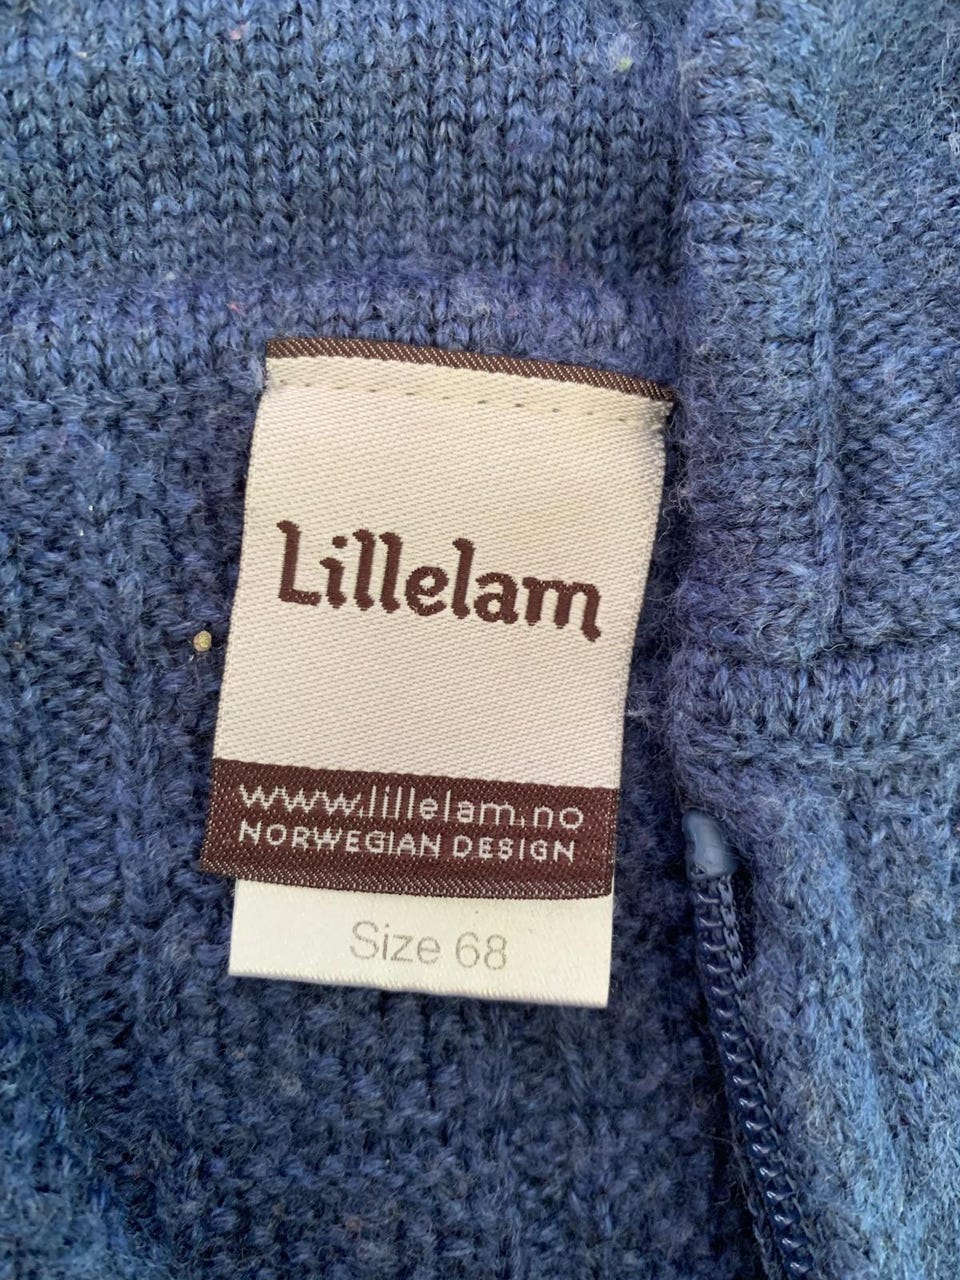 Lillelam
www.lillelam.no
NORWEGIAN DESIGN
Size 68